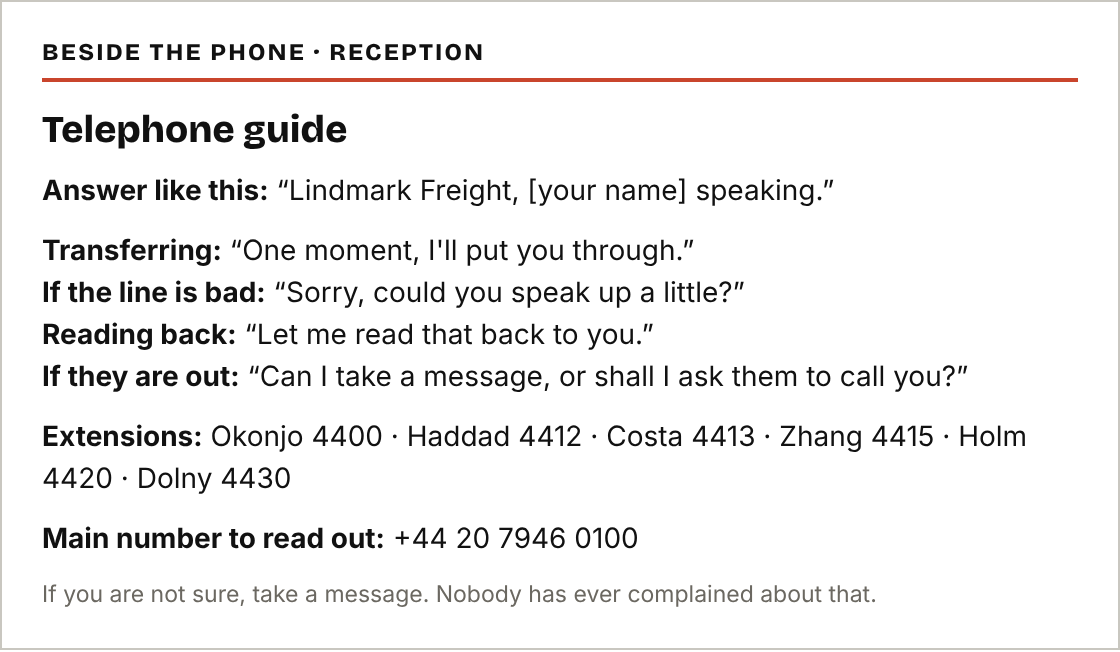 BESIDE THE PHONE · RECEPTION
Telephone guide
Answer like this: “Lindmark Freight, [your name] speaking.”
Transferring: “One moment, I'll put you through.”
If the line is bad: “Sorry, could you speak up a little?”
Reading back: “Let me read that back to you.”
If they are out: “Can I take a message, or shall I ask them to call you?”
Extensions: Okonjo 4400 · Haddad 4412 · Costa 4413 · Zhang 4415 · Holm
4420 · Dolny 4430
Main number to read out: +44 20 7946 0100
If you are not sure, take a message. Nobody has ever complained about that.